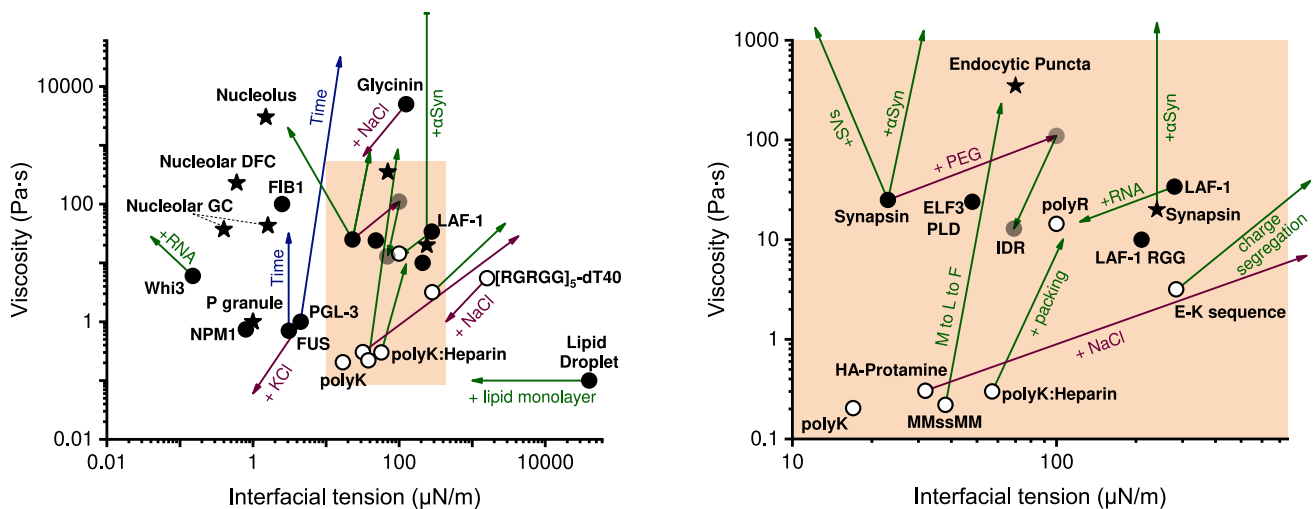 10000
100
1
0.01
Viscosity (Pa·s)
0.01
1
100
10000
Interfacial tension (µN/m)
Nucleolus
Time
Glycinin
+ NaCl
+αSyn
Nucleolar DFC
FIB1
Nucleolar GC
LAF-1
+RNA
Time
Whi3
[RGRGG]₅-dT40
P granule
PGL-3
+ NaCl
NPM1
FUS
polyK:Heparin
Lipid
Droplet
+ KCl
polyK
+ lipid monolayer
1000
100
10
1
0.1
Viscosity (Pa·s)
10
100
Interfacial tension (µN/m)
Endocytic Puncta
+SVs
+αSyn
+αSyn
+ PEG
LAF-1
+RNA
Synapsin
ELF3
PLD
polyR
Synapsin
IDR
LAF-1 RGG
charge
segregation
M to L to F
+ packing
E-K sequence
+ NaCl
HA-Protamine
polyK:Heparin
polyK
MMssMM